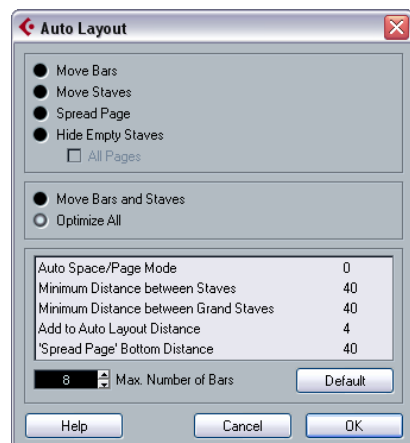 Auto Layout
Move Bars
Move Staves
Spread Page
Hide Empty Staves
All Pages
Move Bars and Staves
Optimize All
Auto Space/Page Mode 0
Minimum Distance between Staves 40
Minimum Distance between Grand Staves 40
Add to Auto Layout Distance 4
'Spread Page' Bottom Distance 40
8 Max. Number of Bars Default
Help Cancel OK